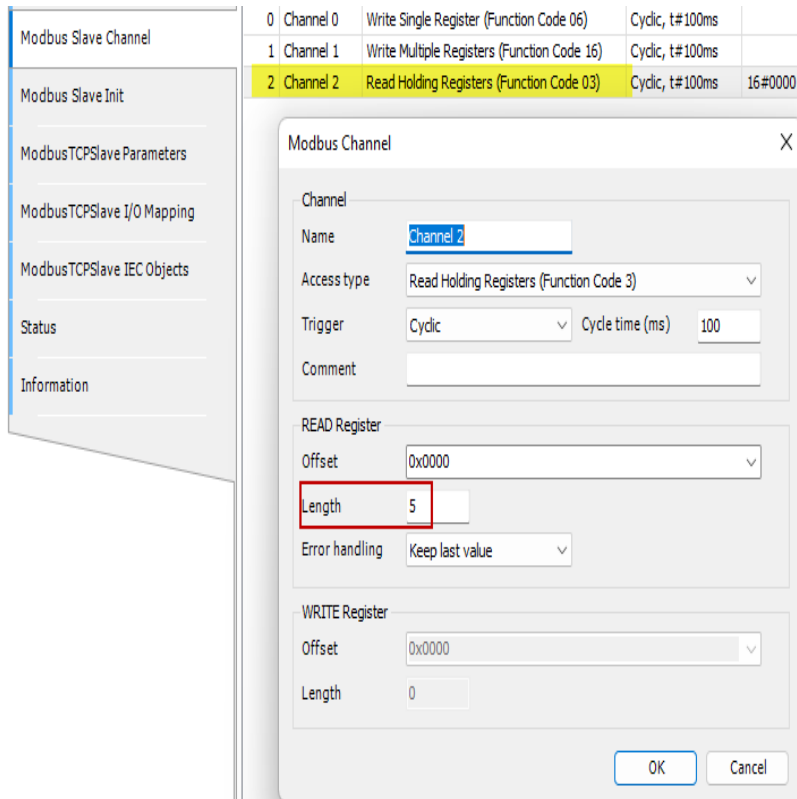 Modbus Slave Channel
Modbus Slave Init
ModbusTCPSlave Parameters
ModbusTCPSlave I/O Mapping
ModbusTCPSlave IEC Objects
Status
Information
0 Channel 0 Write Single Register (Function Code 06) Cyclic, t#100ms
1 Channel 1 Write Multiple Registers (Function Code 16) Cyclic, t#100ms
2 Channel 2 Read Holding Registers (Function Code 03) Cyclic, t#100ms 16#0000
Modbus Channel
Channel
Name Channel 2
Access type Read Holding Registers (Function Code 3)
Trigger Cyclic Cycle time (ms) 100
Comment
READ Register
Offset 0x0000
Length 5
Error handling Keep last value
WRITE Register
Offset 0x0000
Length 0
OK Cancel